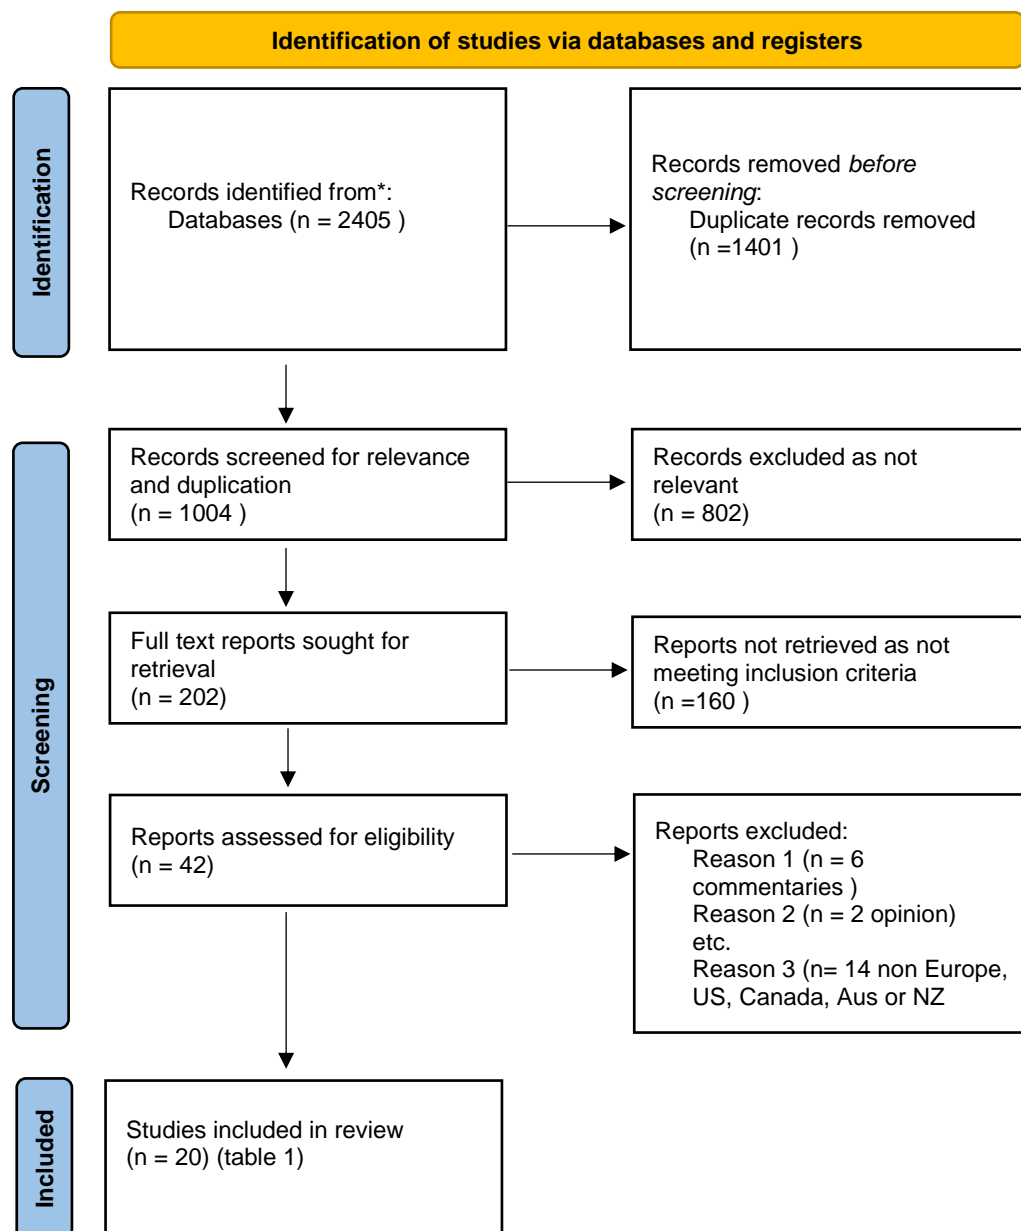 Identification of studies via databases and registers
Identification
Records identified from*:
Databases (n = 2405 )
Records removed before
screening:
Duplicate records removed
(n =1401 )
Screening
Records screened for relevance
and duplication
(n = 1004 )
Records excluded as not
relevant
(n = 802)
Full text reports sought for
retrieval
(n = 202)
Reports not retrieved as not
meeting inclusion criteria
(n =160 )
Reports assessed for eligibility
(n = 42)
Reports excluded:
Reason 1 (n = 6
commentaries )
Reason 2 (n = 2 opinion)
etc.
Reason 3 (n= 14 non Europe,
US, Canada, Aus or NZ
Included
Studies included in review
(n = 20) (table 1)